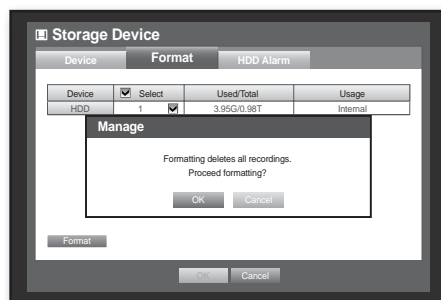 Storage Device
Device Format HDD Alarm
Device Select Used/Total Usage
HDD 1 3.95G/0.98T Internal
Manage
Formatting deletes all recordings.
Proceed formatting?
OK Cancel
Format
OK Cancel